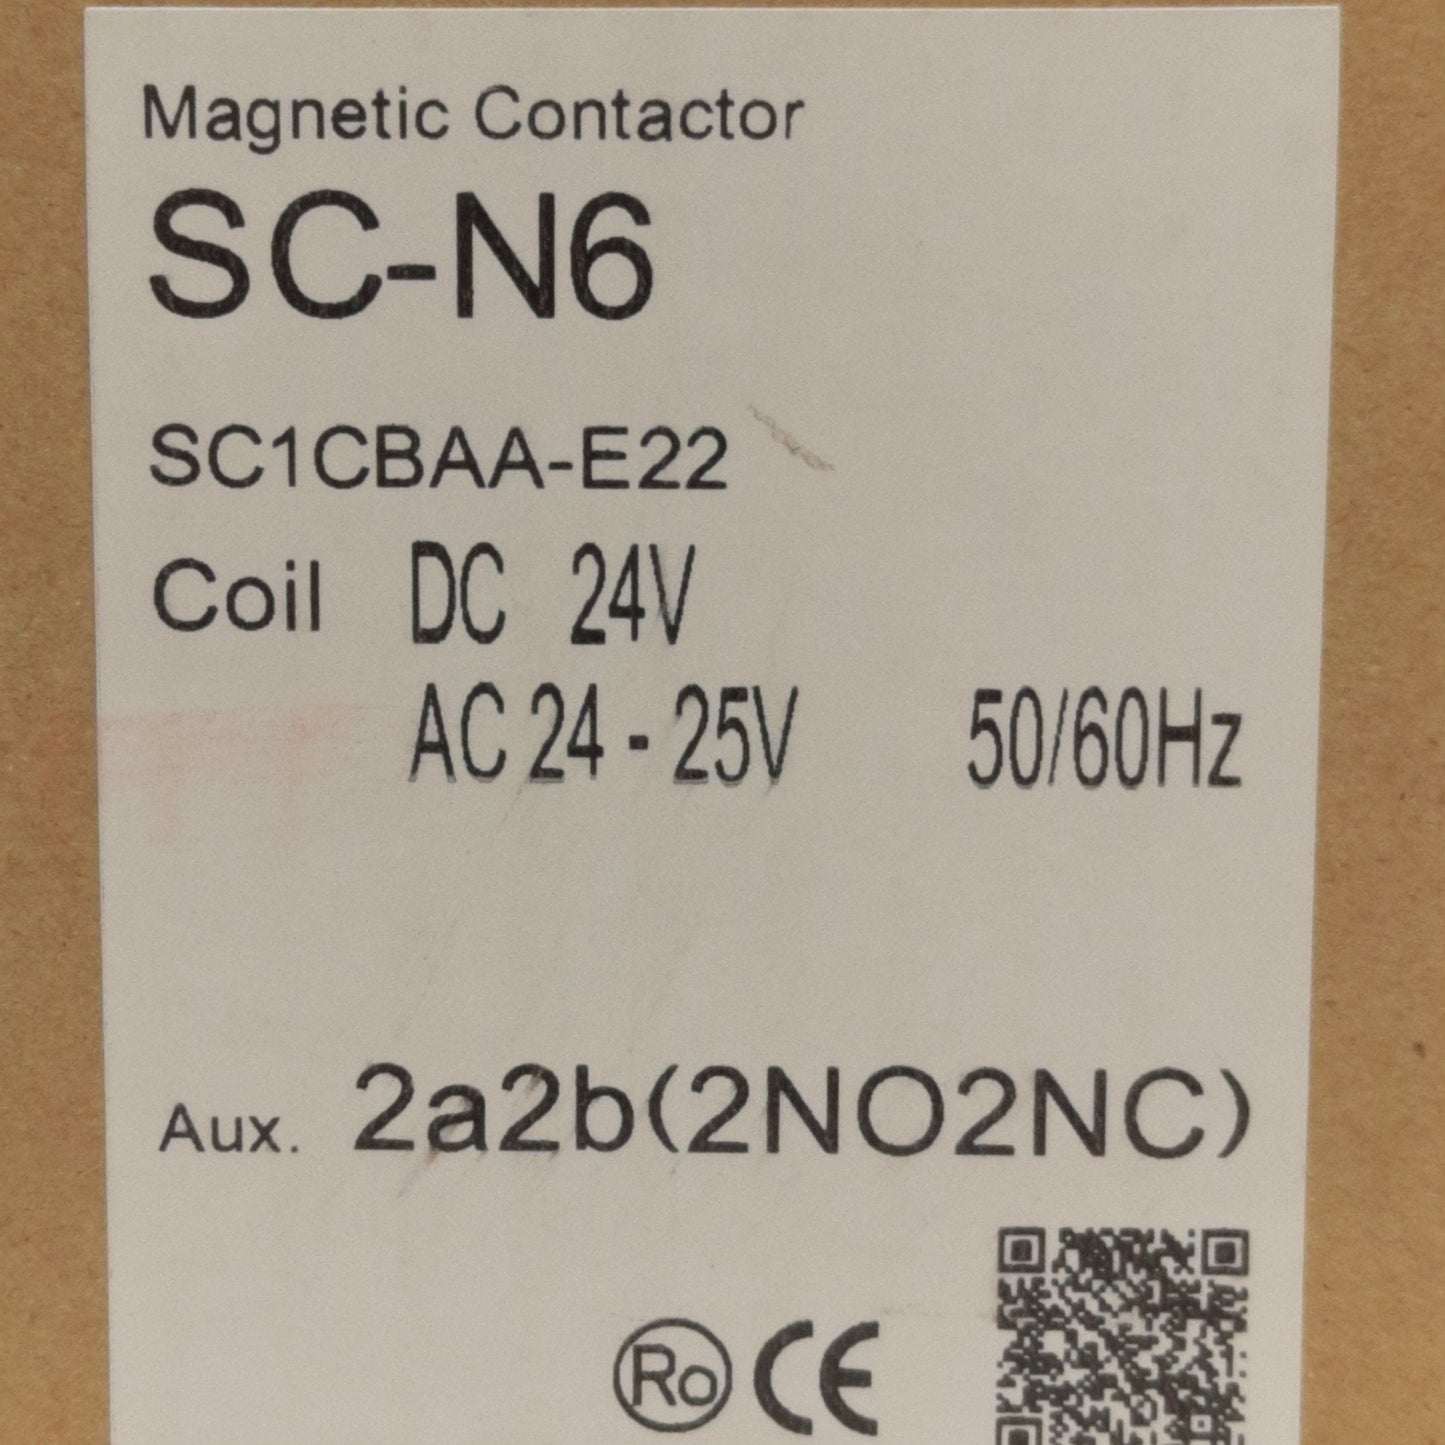 Magnetic Contactor
SC-N6
SC1CBAA-E22
Coil DC 24V
AC 24 - 25V 50/60Hz
Aux. 2a2b(2NO2NC)
Ro CE